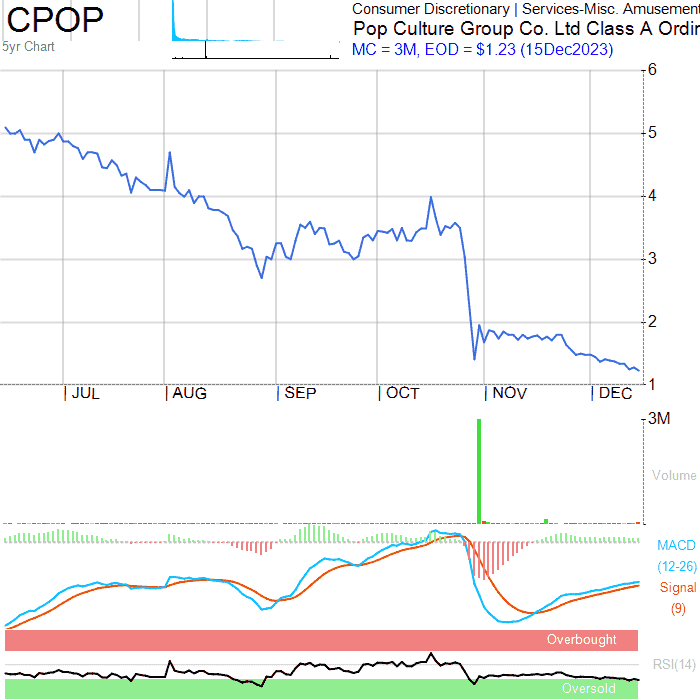 CPOP
5yr Chart
Consumer Discretionary | Services-Misc. Amusement
Pop Culture Group Co. Ltd Class A Ordin
MC = 3M, EOD = $1.23 (15Dec2023)
6
5
4
3
2
1
| JUL | AUG | SEP | OCT | NOV | DEC
3M
Volume
MACD
(12-26)
Signal
(9)
Overbought
RSI(14)
Oversold